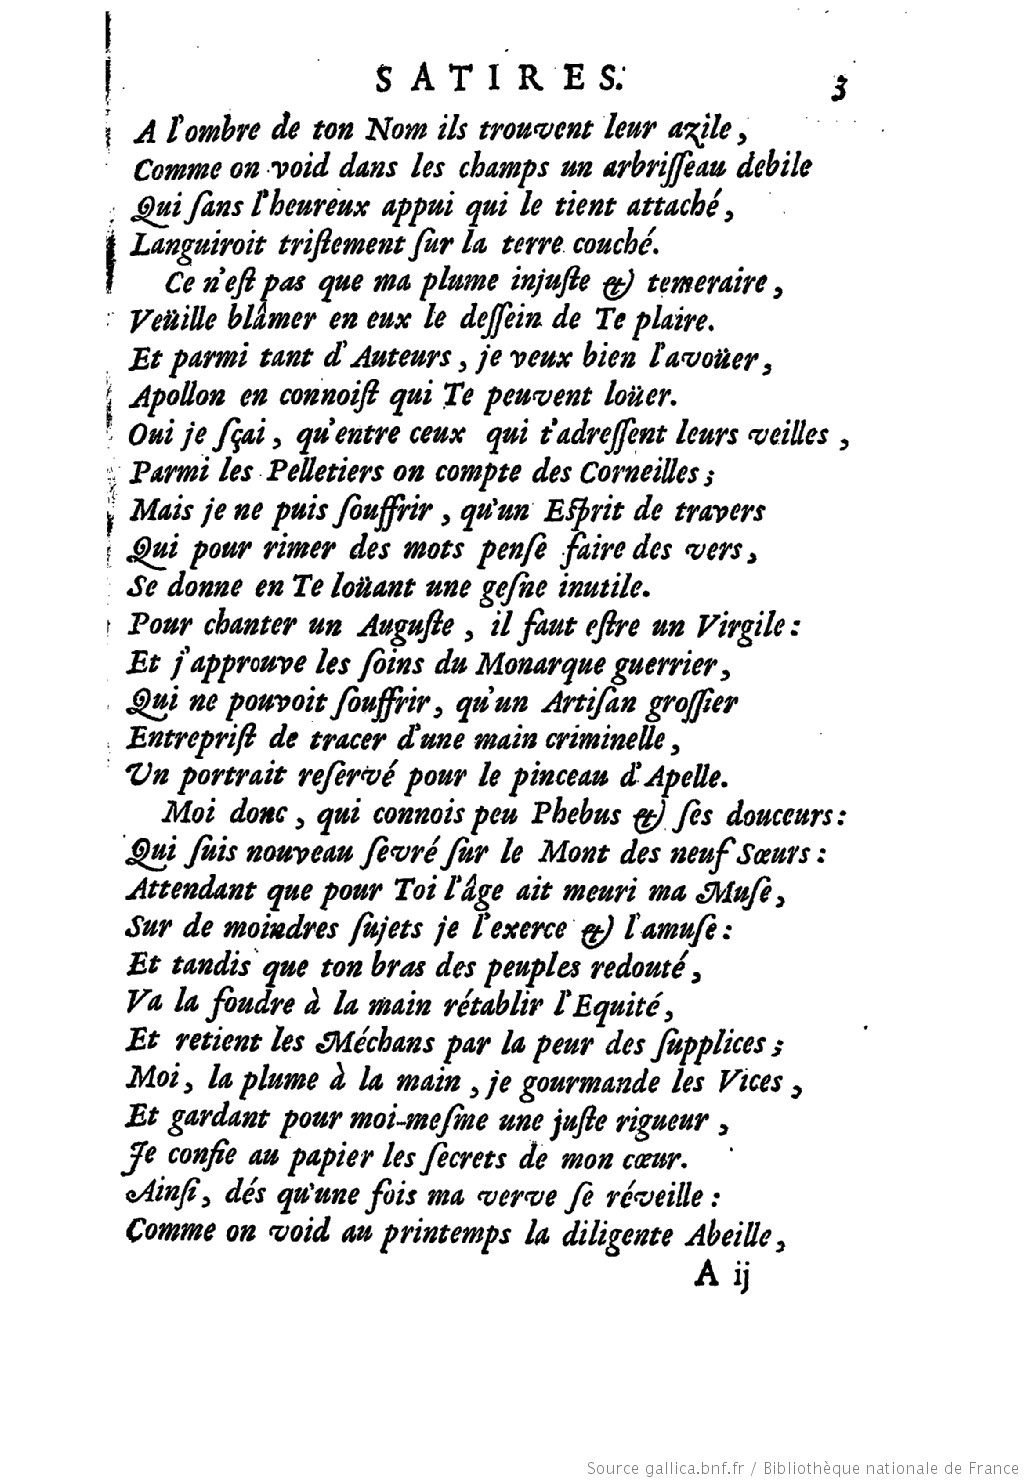 SATIRES. 3
A l'ombre de ton Nom ils trouvent leur azile,
Comme on void dans les champs un arbriſſeau debile
Qui ſans l'heureux appui qui le tient attaché,
Languiroit triſtement ſur la terre couché.
Ce n'eſt pas que ma plume injuſte & temeraire,
Veüille blâmer en eux le deſſein de Te plaire.
Et parmi tant d'Auteurs, je veux bien l'avoüer,
Apollon en connoiſt qui Te peuvent loüer.
Oui je ſçai, qu'entre ceux qui t'adreſſent leurs veilles,
Parmi les Pelletiers on compte des Corneilles;
Mais je ne puis ſouffrir, qu'un Eſprit de travers
Qui pour rimer des mots penſe faire des vers,
Se donne en Te loüant une geſne inutile.
Pour chanter un Auguſte, il faut eſtre un Virgile:
Et j'approuve les ſoins du Monarque guerrier,
Qui ne pouvoit ſouffrir, qu'un Artiſan groſſier
Entrepriſt de tracer d'une main criminelle,
Un portrait reſervé pour le pinceau d'Apelle.
Moi donc, qui connois peu Phebus & ſes douceurs:
Qui ſuis nouveau ſevré ſur le Mont des neuf Sœurs:
Attendant que pour Toi l'âge ait meuri ma Muſe,
Sur de moindres ſujets je l'exerce & l'amuſe:
Et tandis que ton bras des peuples redouté,
Va la foudre à la main rétablir l'Equité,
Et retient les Méchans par la peur des ſupplices;
Moi, la plume à la main, je gourmande les Vices,
Et gardant pour moi-meſme une juſte rigueur,
Je confie au papier les ſecrets de mon cœur.
Ainſi, dés qu'une fois ma verve ſe réveille:
Comme on void au printemps la diligente Abeille,
A ij
Source gallica.bnf.fr / Bibliothèque nationale de France